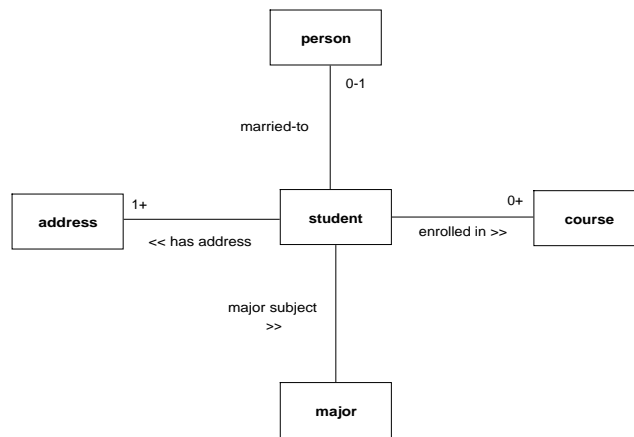 person
0-1
married-to
1+
0+
address
student
course
<< has address
enrolled in >>
major subject
>>
major